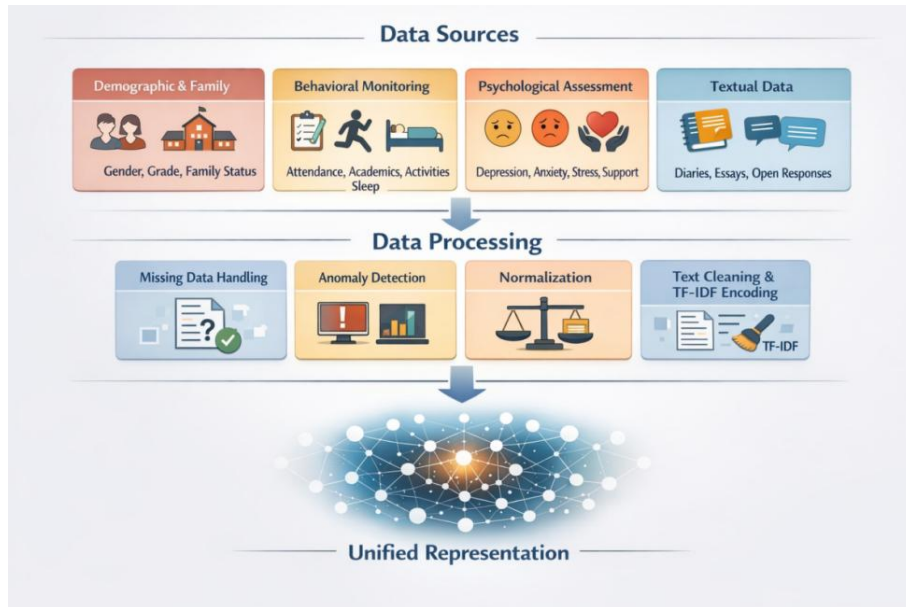 Data Sources
Demographic & Family
Gender, Grade, Family Status
Behavioral Monitoring
Attendance, Academics, Activities
Sleep
Psychological Assessment
Depression, Anxiety, Stress, Support
Textual Data
Diaries, Essays, Open Responses
Data Processing
Missing Data Handling
?
Anomaly Detection
!
Normalization
Text Cleaning &
TF-IDF Encoding
TF-IDF
Unified Representation